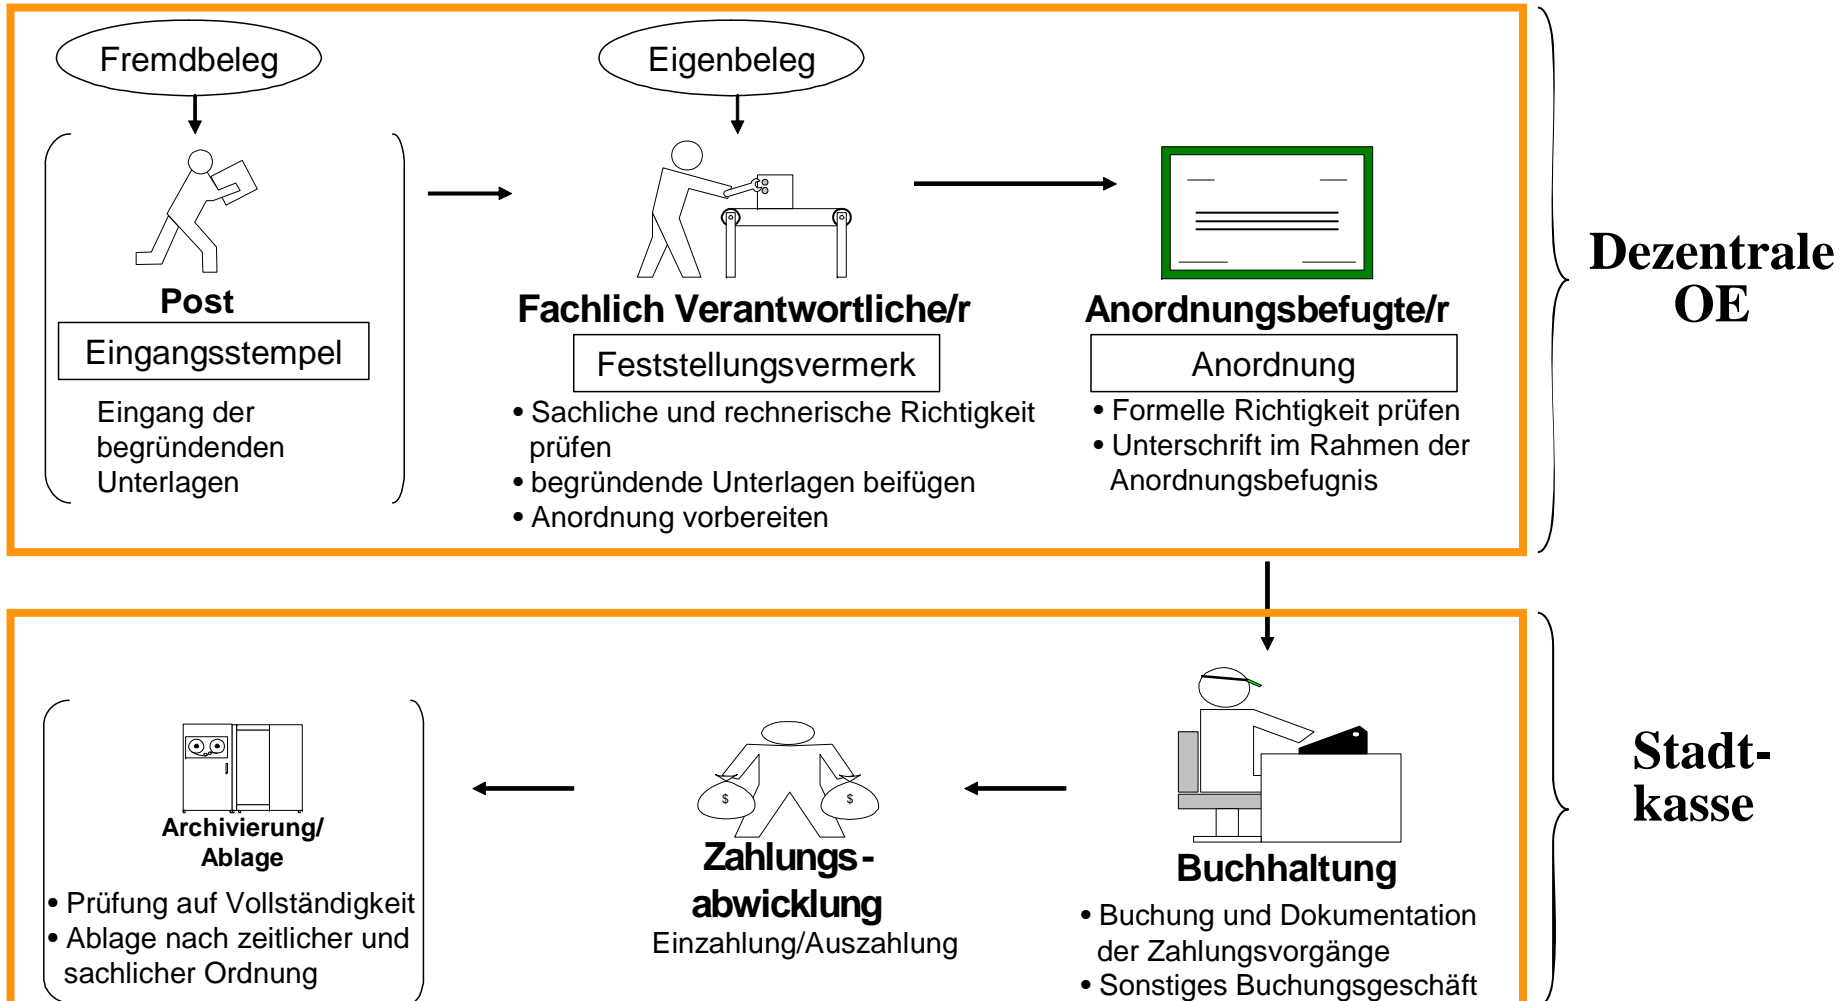 Fremdbeleg
Eigenbeleg
Post
Eingangsstempel
Eingang der
begründenden
Unterlagen
Fachlich Verantwortliche/r
Feststellungsvermerk
• Sachliche und rechnerische Richtigkeit
prüfen
• begründende Unterlagen beifügen
• Anordnung vorbereiten
Anordnungsbefugte/r
Anordnung
• Formelle Richtigkeit prüfen
• Unterschrift im Rahmen der
Anordnungsbefugnis
Dezentrale
OE
Buchhaltung
• Buchung und Dokumentation
der Zahlungsvorgänge
• Sonstiges Buchungsgeschäft
$ $
Zahlungs-
abwicklung
Einzahlung/Auszahlung
Archivierung/
Ablage
• Prüfung auf Vollständigkeit
• Ablage nach zeitlicher und
sachlicher Ordnung
Stadt-
kasse